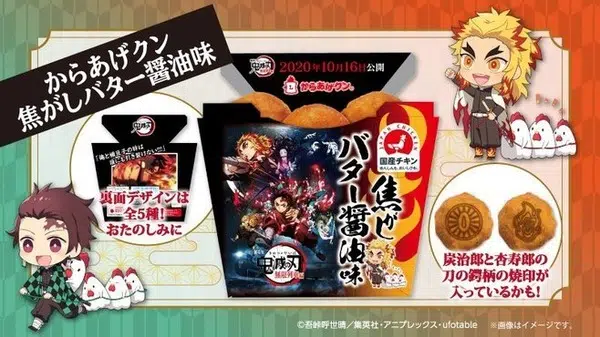 からあげクン
焦がしバター醤油味
2020年10月16日公開
からあげクン®
国産チキン
焦がし
バター醤油味
裏面デザインは
全5種!
おたのしみに
炭治郎と杏寿郎の
刀の鍔柄の焼印が
入っているかも!
©吾峠呼世晴/集英社・アニプレックス・ufotable
※画像はイメージです。